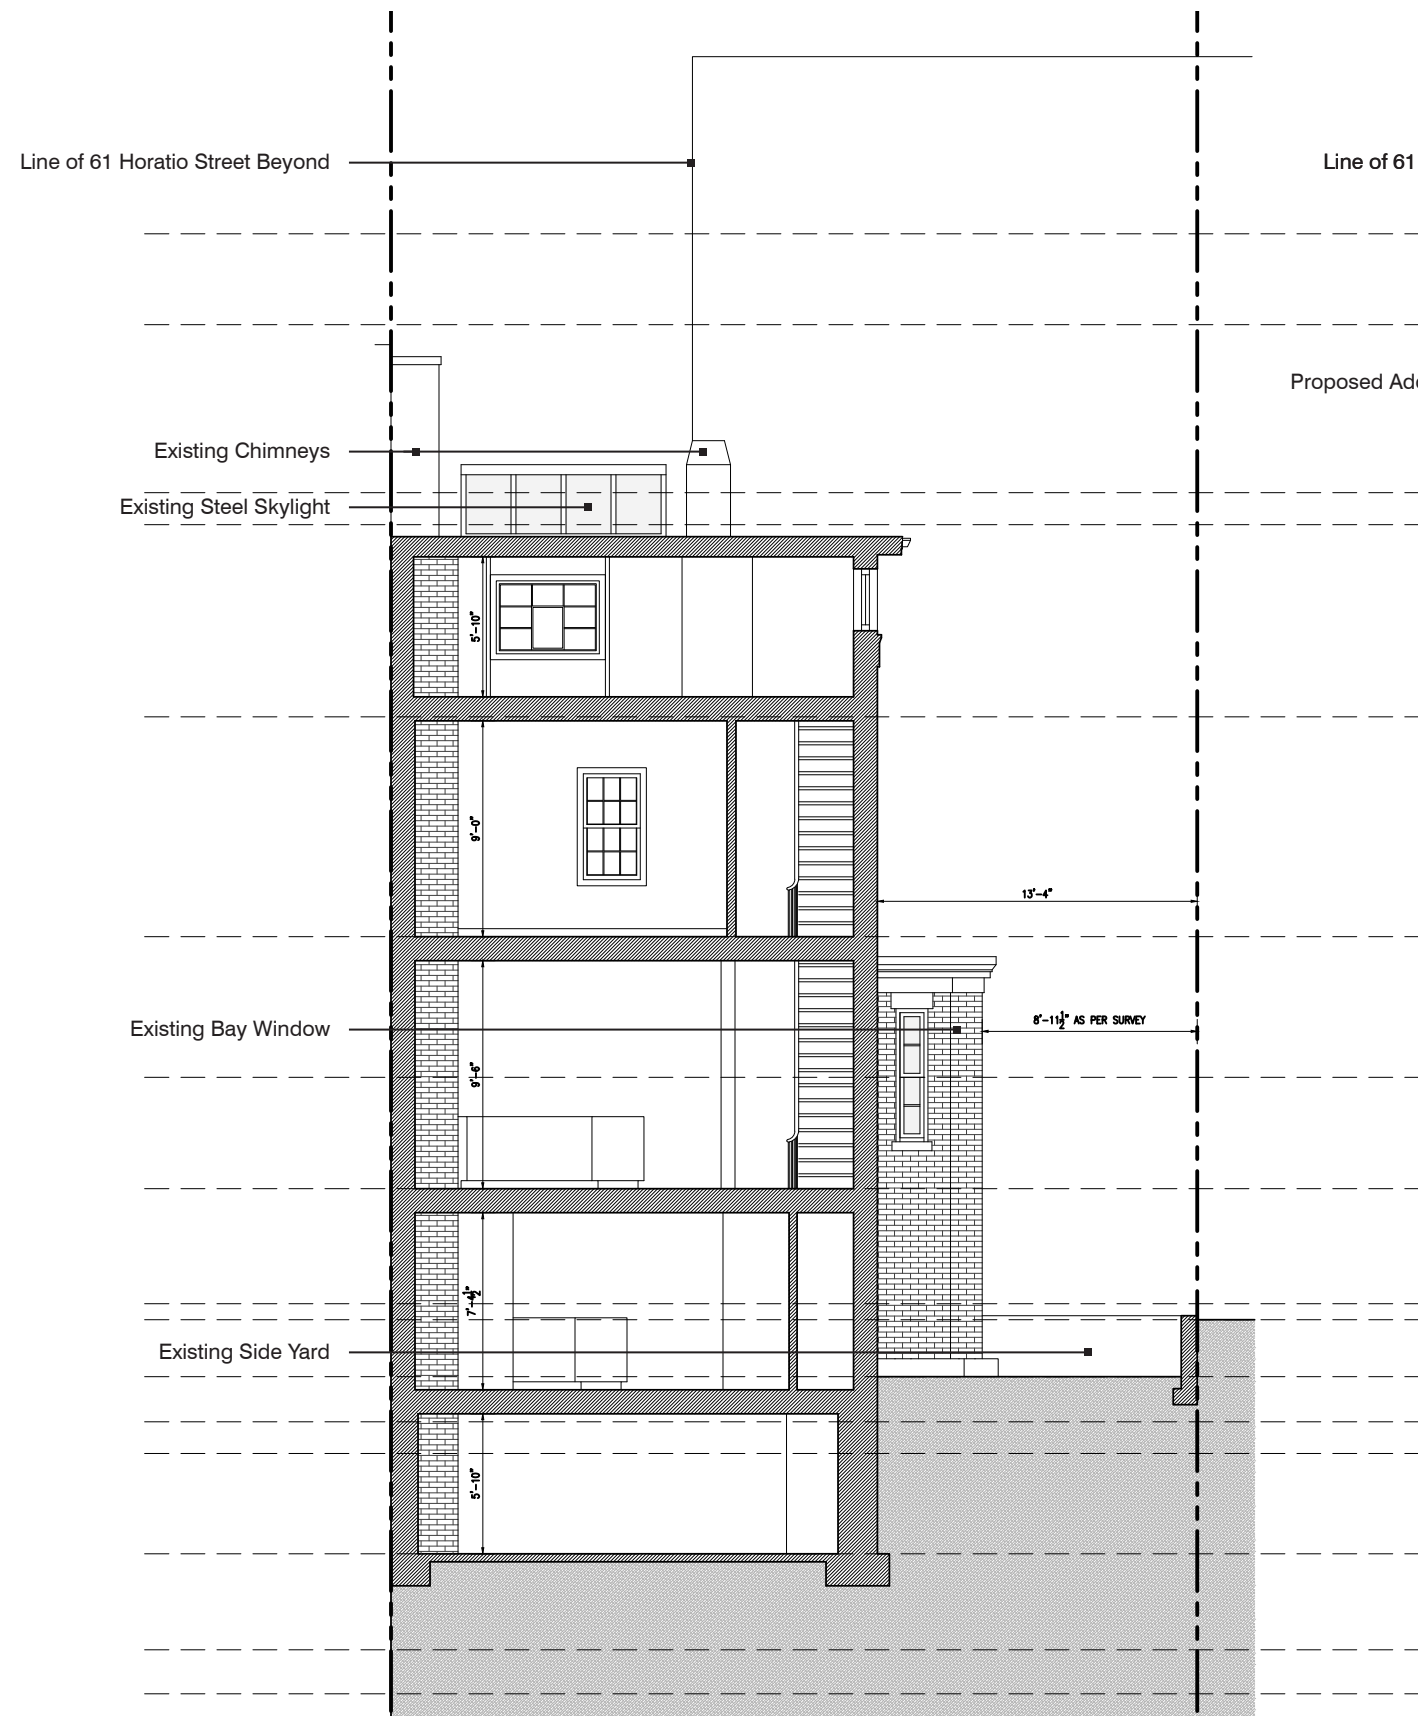 Line of 61 Horatio Street Beyond
Line of 61
Proposed Add
Existing Chimneys
Existing Steel Skylight
5'-10"
9'-0"
13'-4"
Existing Bay Window
8'-11½" AS PER SURVEY
9'-6"
7'-4½"
Existing Side Yard
5'-10"